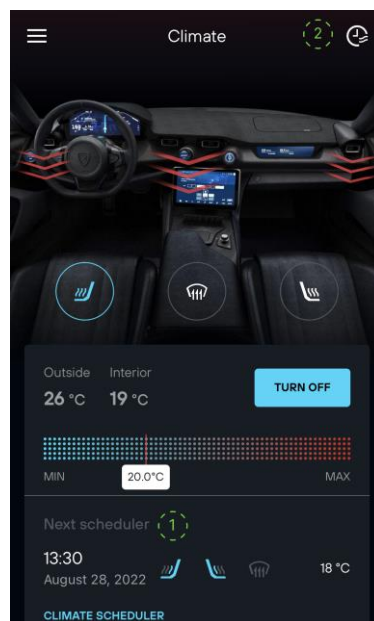 Climate
2
Outside Interior
26 °C 19 °C
TURN OFF
MIN 20.0°C MAX
Next scheduler 1
13:30
August 28, 2022
18 °C
CLIMATE SCHEDULER